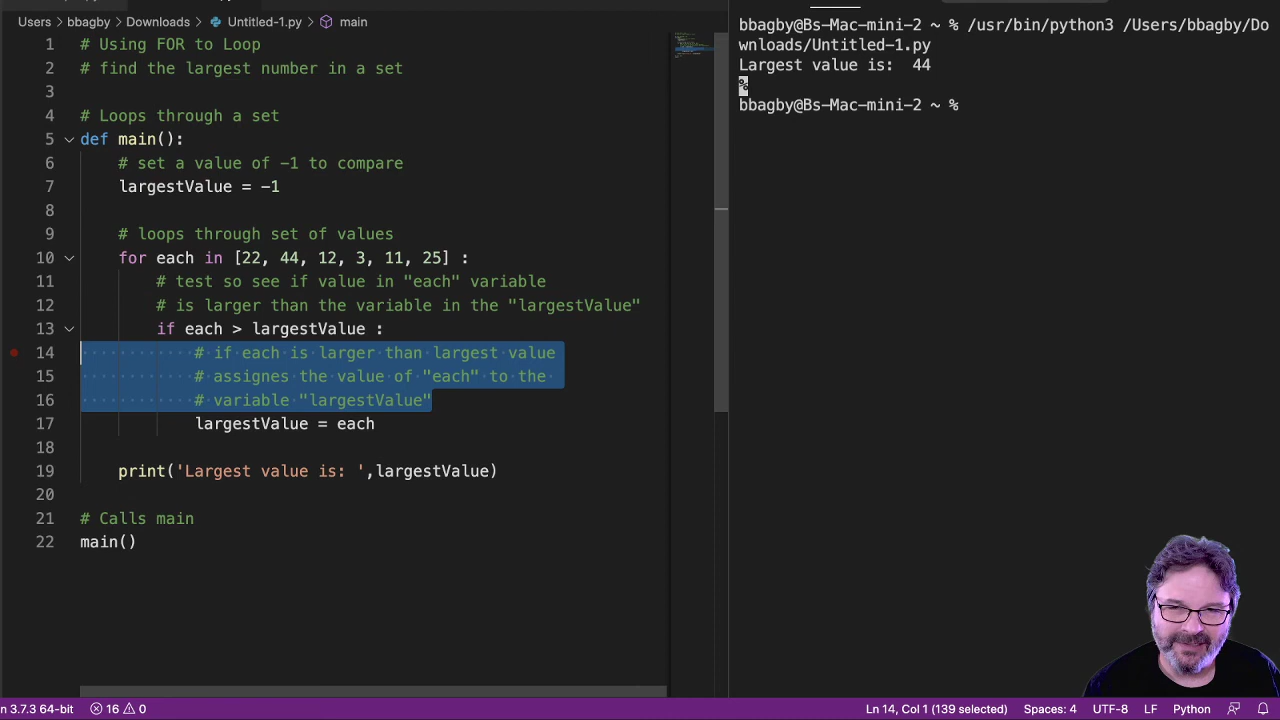 Users > bbagby > Downloads > Untitled-1.py > main
1 # Using FOR to Loop
2 # find the largest number in a set
3
4 # Loops through a set
5 def main():
6 # set a value of -1 to compare
7 largestValue = -1
8
9 # loops through set of values
10 for each in [22, 44, 12, 3, 11, 25] :
11 # test so see if value in "each" variable
12 # is larger than the variable in the "largestValue"
13 if each > largestValue :
14 # if each is larger than largest value
15 # assignes the value of "each" to the
16 # variable "largestValue"
17 largestValue = each
18
19 print('Largest value is: ',largestValue)
20
21 # Calls main
22 main()
bbagby@Bs-Mac-mini-2 ~ % /usr/bin/python3 /Users/bbagby/Do
wnloads/Untitled-1.py
Largest value is:  44
%
bbagby@Bs-Mac-mini-2 ~ %
n 3.7.3 64-bit 16 0 Ln 14, Col 1 (139 selected) Spaces: 4 UTF-8 LF Python